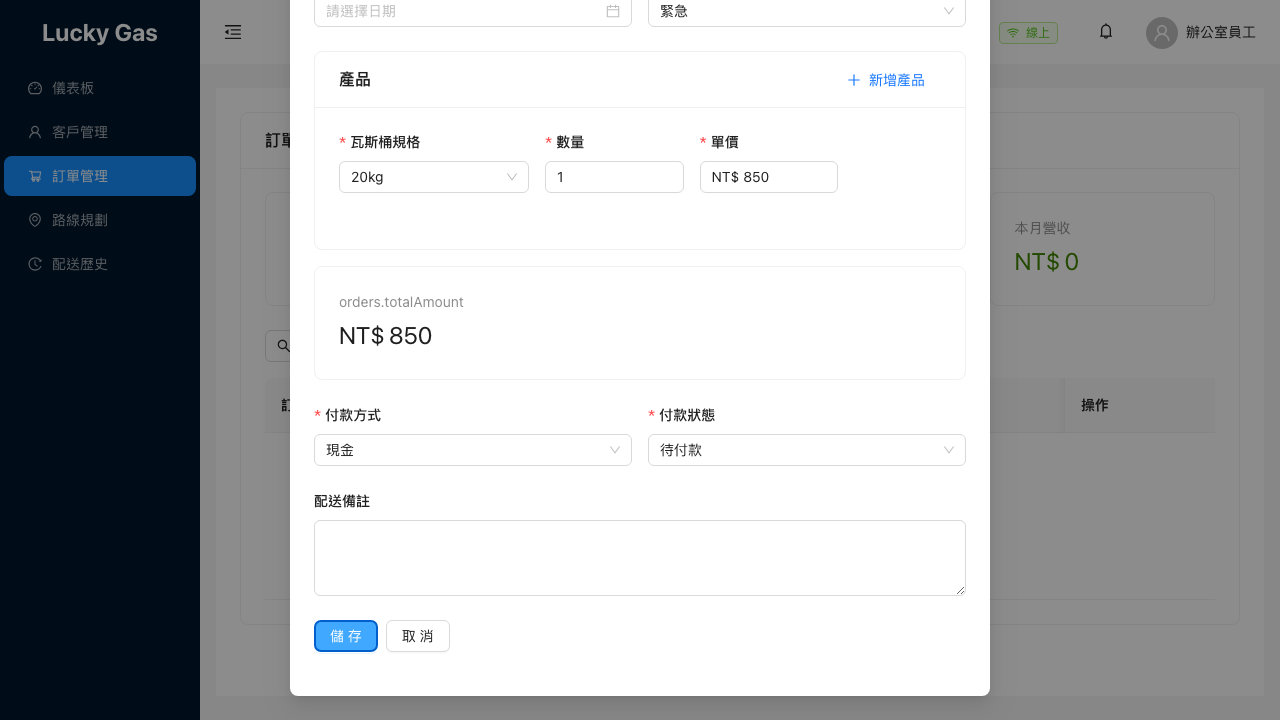 Lucky Gas
儀表板
客戶管理
訂單管理
路線規劃
配送歷史
線上
辦公室員工
訂單
本月營收
NT$ 0
操作
請選擇日期
緊急
產品
新增產品
* 瓦斯桶規格
* 數量
* 單價
20kg
1
NT$ 850
orders.totalAmount
NT$ 850
* 付款方式
* 付款狀態
現金
待付款
配送備註
儲 存
取 消